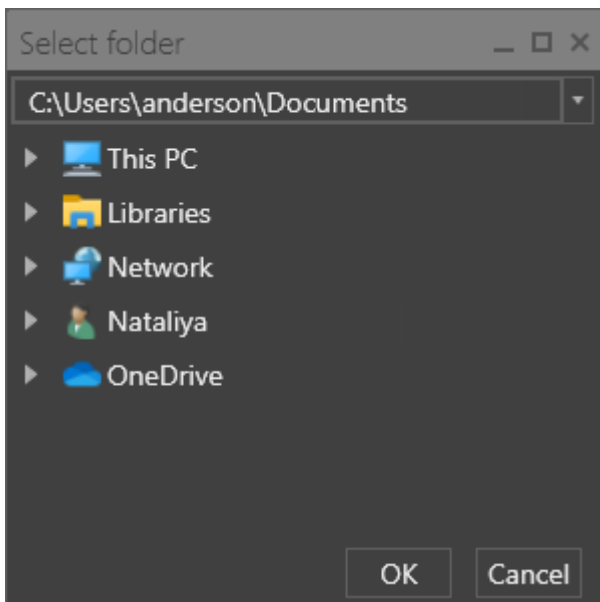 Select folder
C:\Users\anderson\Documents
This PC
Libraries
Network
Nataliya
OneDrive
OK Cancel